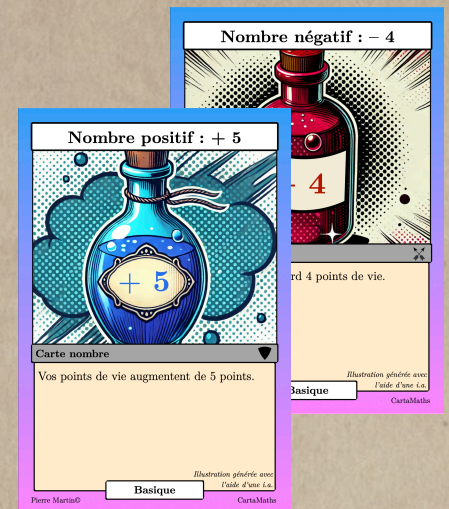 Nombre négatif : – 4
4
rd 4 points de vie.
Illustration générée avec
l'aide d'une i.a.
Basique
CartaMaths
Nombre positif : + 5
+ 5
Carte nombre
Vos points de vie augmentent de 5 points.
Illustration générée avec
l'aide d'une i.a.
Basique
Pierre Martin© CartaMaths